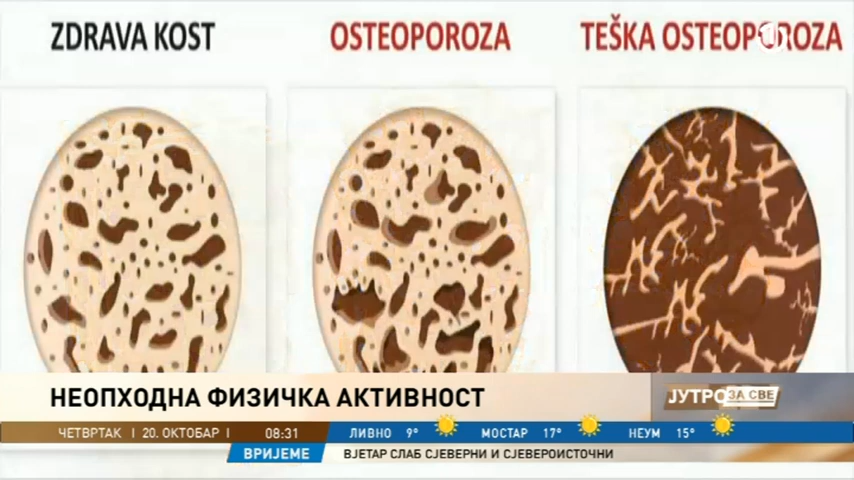 ZDRAVA KOST
OSTEOPOROZA
TEŠKA OSTEOPOROZA
НЕОПХОДНА ФИЗИЧКА АКТИВНОСТ
ЈУТРО ЗА СВЕ
ЧЕТВРТАК | 20. ОКТОБАР | 08:31 ЛИВНО 9° МОСТАР 17° НЕУМ 15°
ВРИЈЕМЕ ВЈЕТАР СЛАБ СЈЕВЕРНИ И СЈЕВЕРОИСТОЧНИ